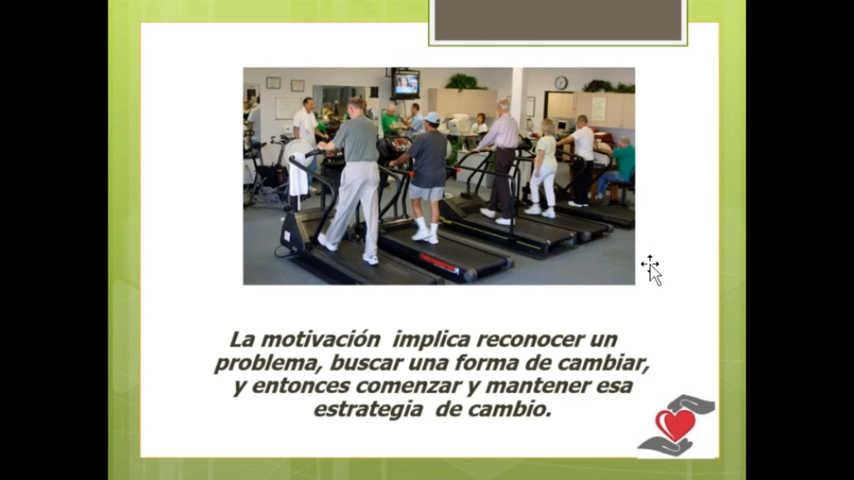 La motivación implica reconocer un
problema, buscar una forma de cambiar,
y entonces comenzar y mantener esa
estrategia de cambio.